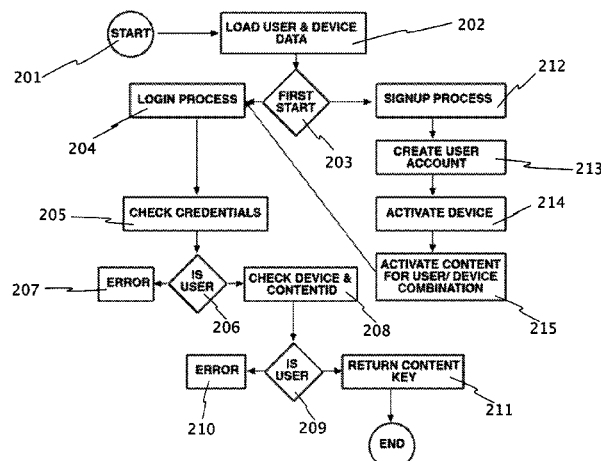 START
LOAD USER & DEVICE
DATA
201
202
LOGIN PROCESS
FIRST
START
SIGNUP PROCESS
212
204
203
CREATE USER
ACCOUNT
213
205
CHECK CREDENTIALS
ACTIVATE DEVICE
214
207
ERROR
IS
USER
206
CHECK DEVICE &
CONTENTID
208
ACTIVATE CONTENT
FOR USER/ DEVICE
COMBINATION
215
ERROR
210
IS
USER
209
RETURN CONTENT
KEY
211
END